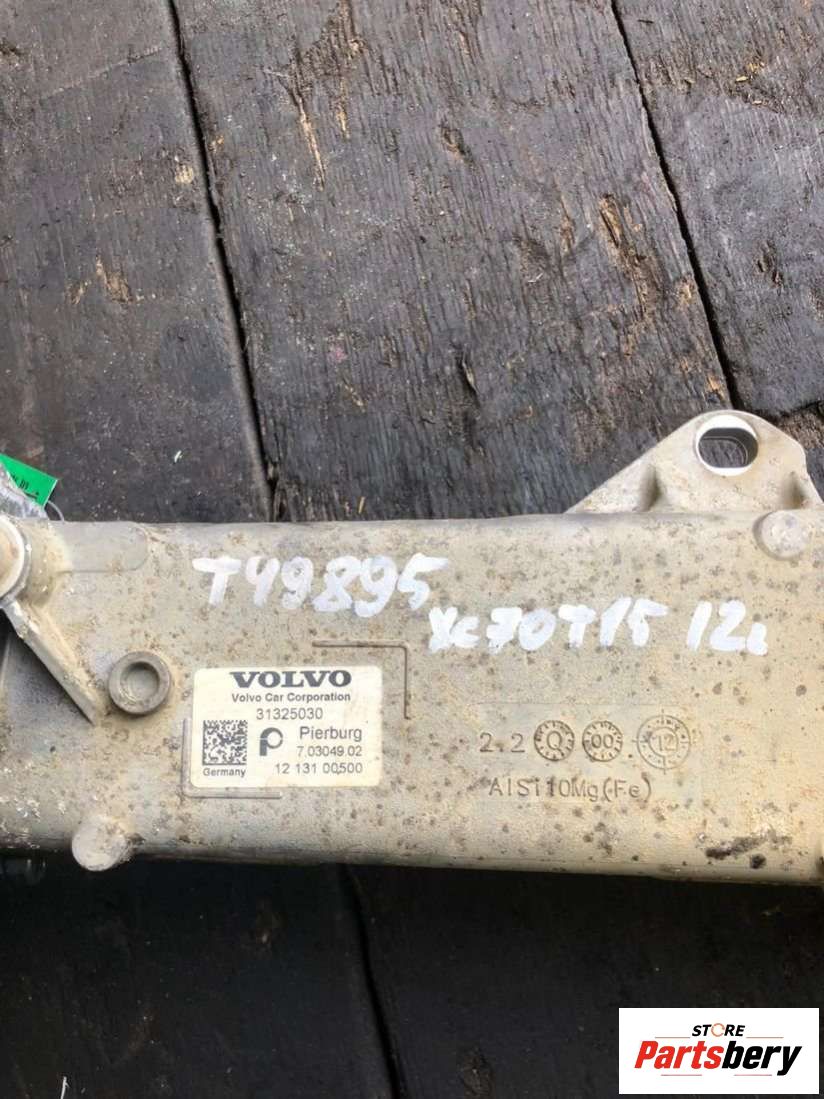 T49895
XC70T15 12г
VOLVO
Volvo Car Corporation
31325030
Pierburg
7.03049.02
Germany
12 131 00500
2.2 Q 00 12
AlSi10Mg(Fe)
STORE
Partsbery